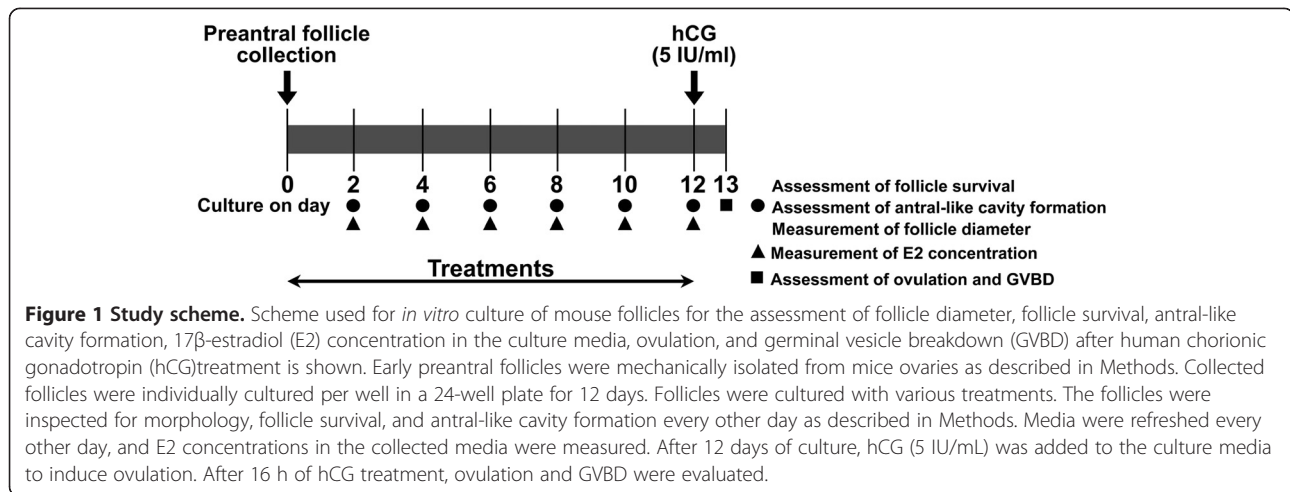 Preantral follicle
collection
hCG
(5 IU/ml)
0 2 4 6 8 10 12 13
Culture on day
Assessment of follicle survival
● Assessment of antral-like cavity formation
Measurement of follicle diameter
▲ Measurement of E2 concentration
■ Assessment of ovulation and GVBD
Treatments
Figure 1 Study scheme. Scheme used for in vitro culture of mouse follicles for the assessment of follicle diameter, follicle survival, antral-like
cavity formation, 17β-estradiol (E2) concentration in the culture media, ovulation, and germinal vesicle breakdown (GVBD) after human chorionic
gonadotropin (hCG)treatment is shown. Early preantral follicles were mechanically isolated from mice ovaries as described in Methods. Collected
follicles were individually cultured per well in a 24-well plate for 12 days. Follicles were cultured with various treatments. The follicles were
inspected for morphology, follicle survival, and antral-like cavity formation every other day as described in Methods. Media were refreshed every
other day, and E2 concentrations in the collected media were measured. After 12 days of culture, hCG (5 IU/mL) was added to the culture media
to induce ovulation. After 16 h of hCG treatment, ovulation and GVBD were evaluated.